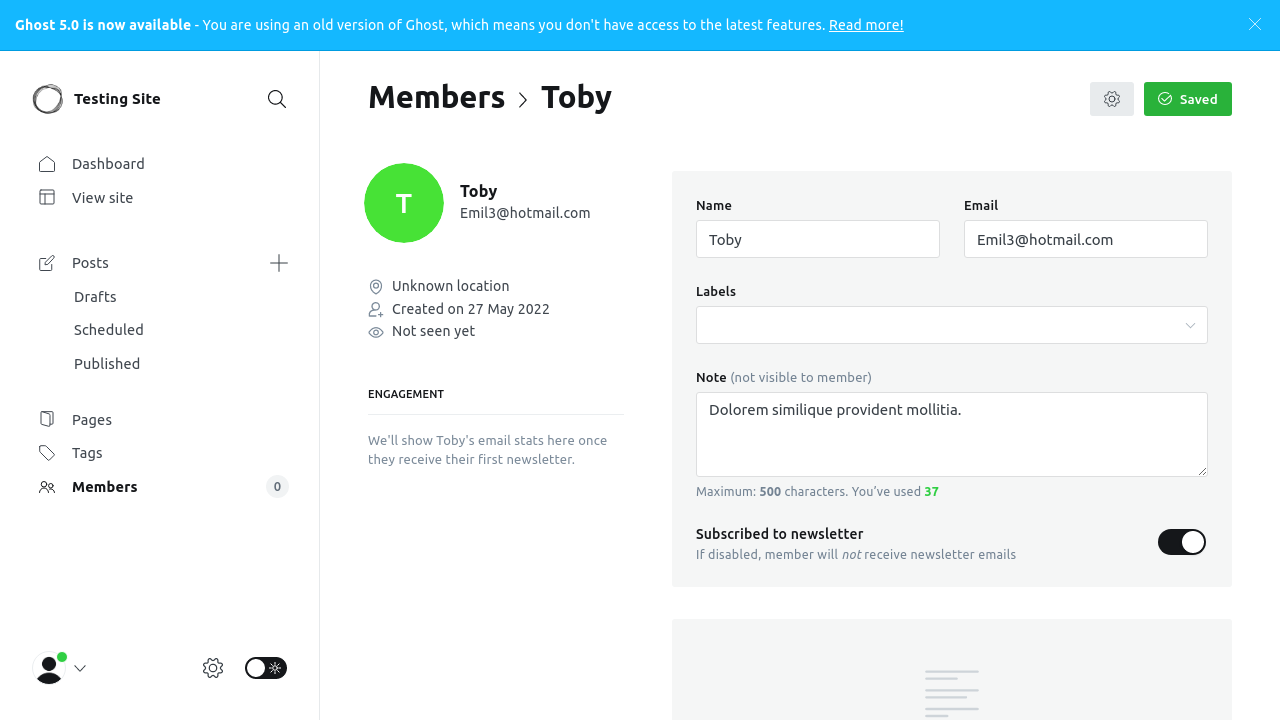 Ghost 5.0 is now available - You are using an old version of Ghost, which means you don't have access to the latest features. Read more!
Testing Site
Dashboard
View site
Posts
Drafts
Scheduled
Published
Pages
Tags
Members 0
Members > Toby
Saved
T
Toby
Emil3@hotmail.com
Unknown location
Created on 27 May 2022
Not seen yet
ENGAGEMENT
We'll show Toby's email stats here once
they receive their first newsletter.
Name Email
Toby Emil3@hotmail.com
Labels
Note (not visible to member)
Dolorem similique provident mollitia.
Maximum: 500 characters. You’ve used 37
Subscribed to newsletter
If disabled, member will not receive newsletter emails